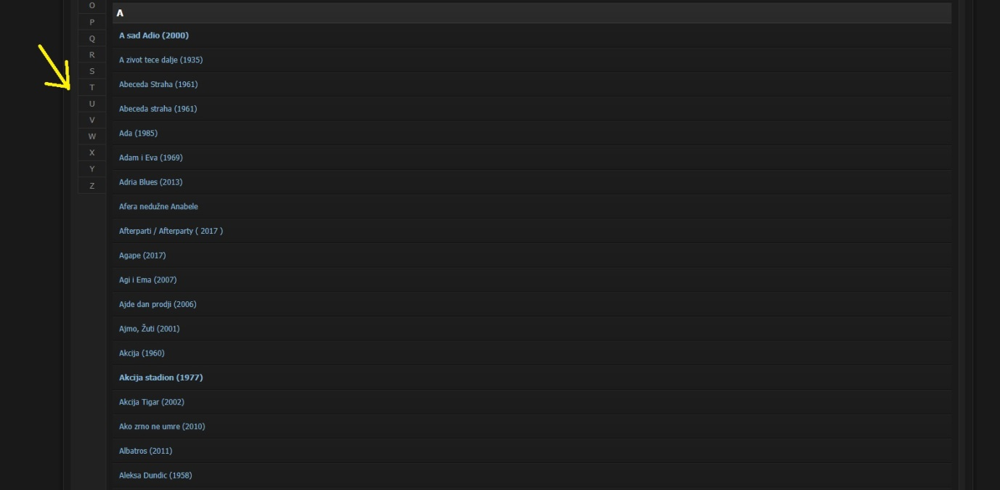 O
P
Q
R
S
T
U
V
W
X
Y
Z
A
A sad Adio (2000)
A zivot tece dalje (1935)
Abeceda Straha (1961)
Abeceda straha (1961)
Ada (1985)
Adam i Eva (1969)
Adria Blues (2013)
Afera nedužne Anabele
Afterparti / Afterparty ( 2017 )
Agape (2017)
Agi i Ema (2007)
Ajde dan prodji (2006)
Ajmo, Žuti (2001)
Akcija (1960)
Akcija stadion (1977)
Akcija Tigar (2002)
Ako zrno ne umre (2010)
Albatros (2011)
Aleksa Dundic (1958)